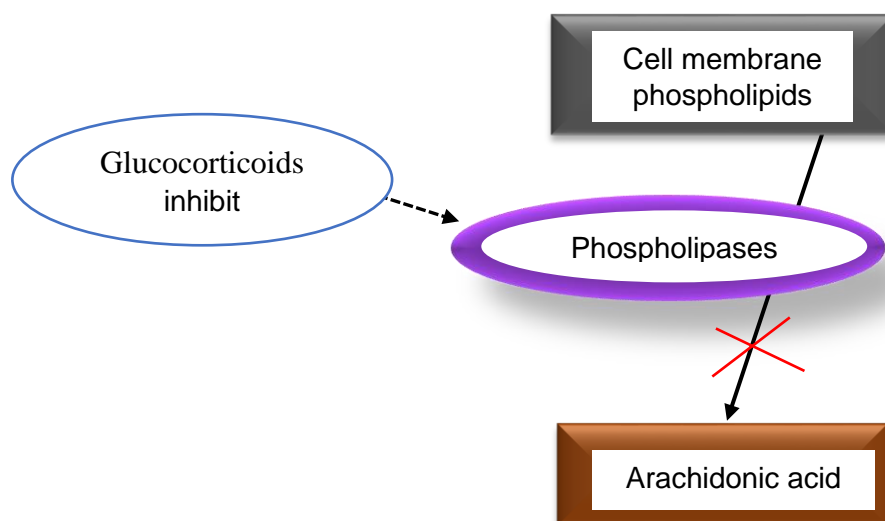 Cell membrane
phospholipids
Glucocorticoids
inhibit
Phospholipases
Arachidonic acid